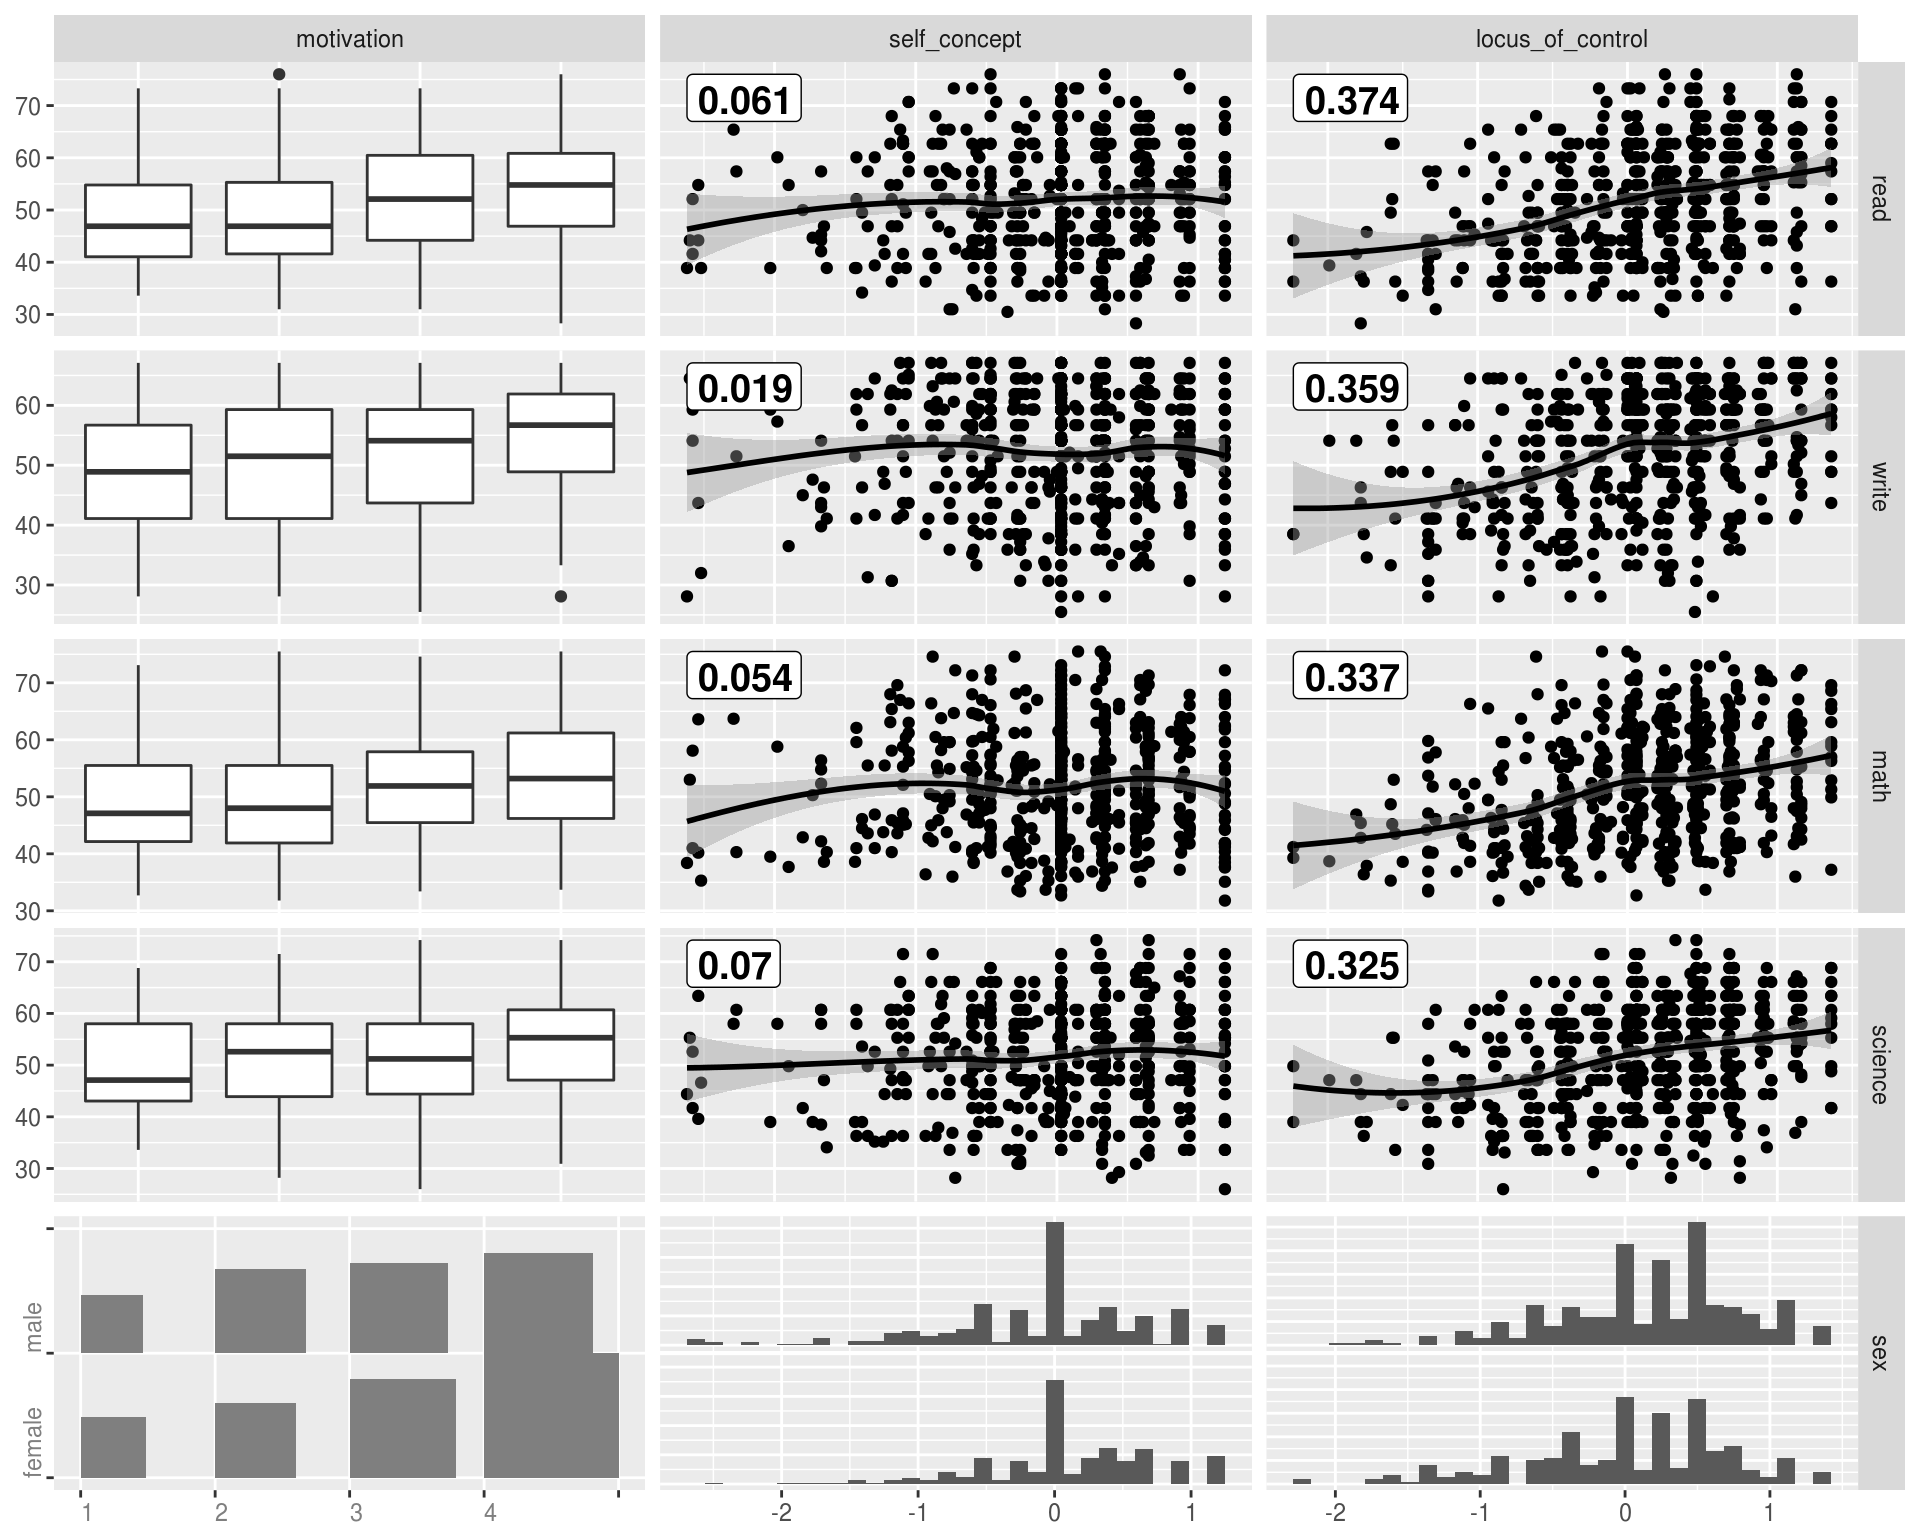 motivation self_concept locus_of_control
70 60 50 40 30 0.061 0.374 read
60 50 40 30 0.019 0.359 write
70 60 50 40 30 0.054 0.337 math
70 60 50 40 30 0.07 0.325 science
male female sex
1 2 3 4 -2 -1 0 1 -2 -1 0 1